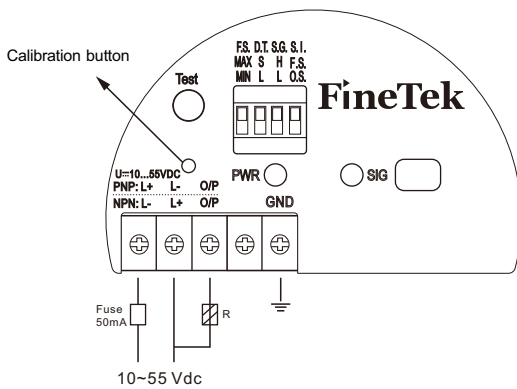 Calibration button
F.S. D.T. S.G. S.I.
MAX S H F.S.
MIN L L O.S.
Test
FineTek
U⎓10...55VDC
PNP: L+ L- O/P
NPN: L- L+ O/P
PWR
SIG
GND
Fuse
50mA
R
10~55 Vdc